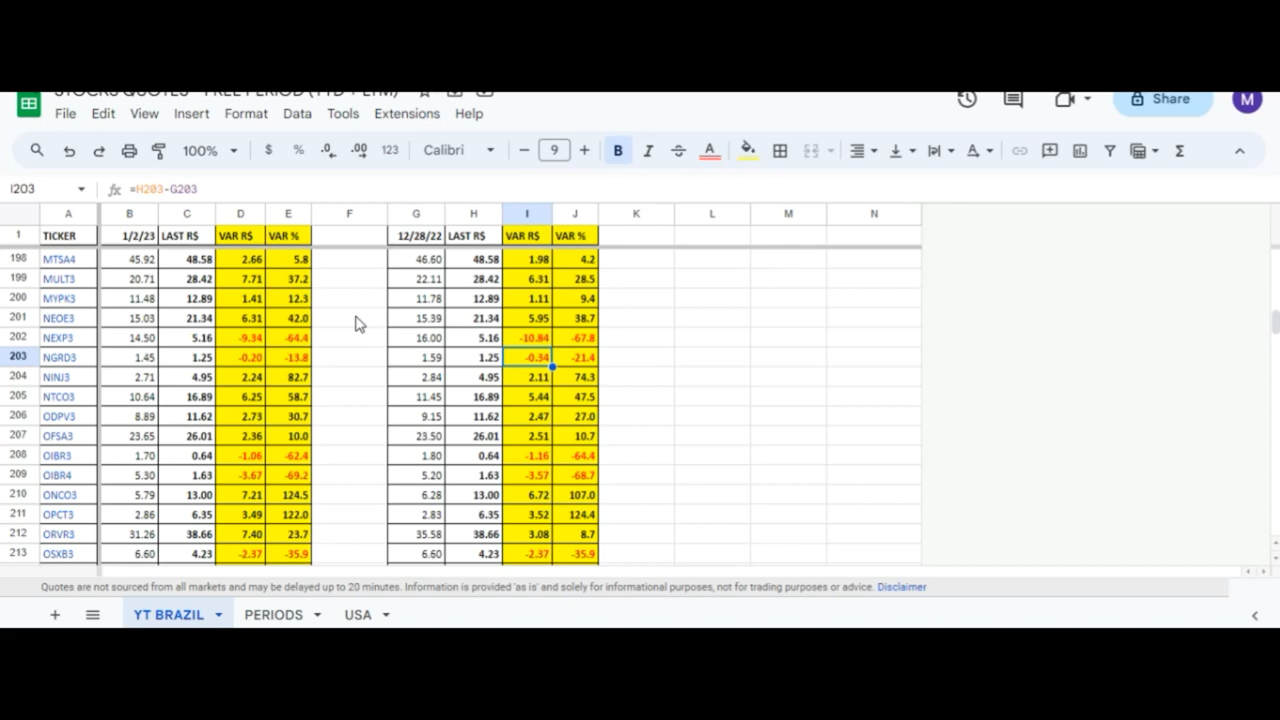 STOCKS QUOTES - FREE PERIOD (YTD + LTM)
File Edit View Insert Format Data Tools Extensions Help
Share M
100% $ % .0 .00 123 Calibri 9 B I A
I203 fx =H203-G203
A B C D E F G H I J K L M N
1 TICKER 1/2/23 LAST R$ VAR R$ VAR % 12/28/22 LAST R$ VAR R$ VAR %
198 MTSA4 45.92 48.58 2.66 5.8 46.60 48.58 1.98 4.2
199 MULT3 20.71 28.42 7.71 37.2 22.11 28.42 6.31 28.5
200 MYPK3 11.48 12.89 1.41 12.3 11.78 12.89 1.11 9.4
201 NEOE3 15.03 21.34 6.31 42.0 15.39 21.34 5.95 38.7
202 NEXP3 14.50 5.16 -9.34 -64.4 16.00 5.16 -10.84 -67.8
203 NGRD3 1.45 1.25 -0.20 -13.8 1.59 1.25 -0.34 -21.4
204 NINJ3 2.71 4.95 2.24 82.7 2.84 4.95 2.11 74.3
205 NTCO3 10.64 16.89 6.25 58.7 11.45 16.89 5.44 47.5
206 ODPV3 8.89 11.62 2.73 30.7 9.15 11.62 2.47 27.0
207 OFSA3 23.65 26.01 2.36 10.0 23.50 26.01 2.51 10.7
208 OIBR3 1.70 0.64 -1.06 -62.4 1.80 0.64 -1.16 -64.4
209 OIBR4 5.30 1.63 -3.67 -69.2 5.20 1.63 -3.57 -68.7
210 ONCO3 5.79 13.00 7.21 124.5 6.28 13.00 6.72 107.0
211 OPCT3 2.86 6.35 3.49 122.0 2.83 6.35 3.52 124.4
212 ORVR3 31.26 38.66 7.40 23.7 35.58 38.66 3.08 8.7
213 OSXB3 6.60 4.23 -2.37 -35.9 6.60 4.23 -2.37 -35.9
Quotes are not sourced from all markets and may be delayed up to 20 minutes. Information is provided 'as is' and solely for informational purposes, not for trading purposes or advice. Disclaimer
YT BRAZIL PERIODS USA